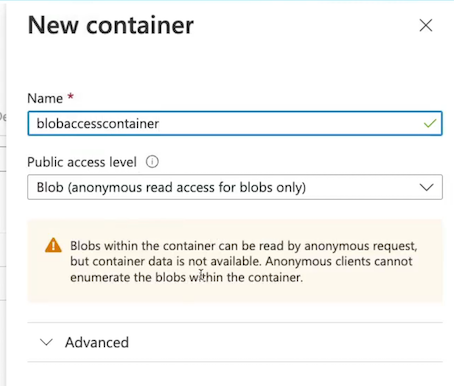 New container
Name *
blobaccesscontainer
Public access level
Blob (anonymous read access for blobs only)
Blobs within the container can be read by anonymous request,
but container data is not available. Anonymous clients cannot
enumerate the blobs within the container.
Advanced